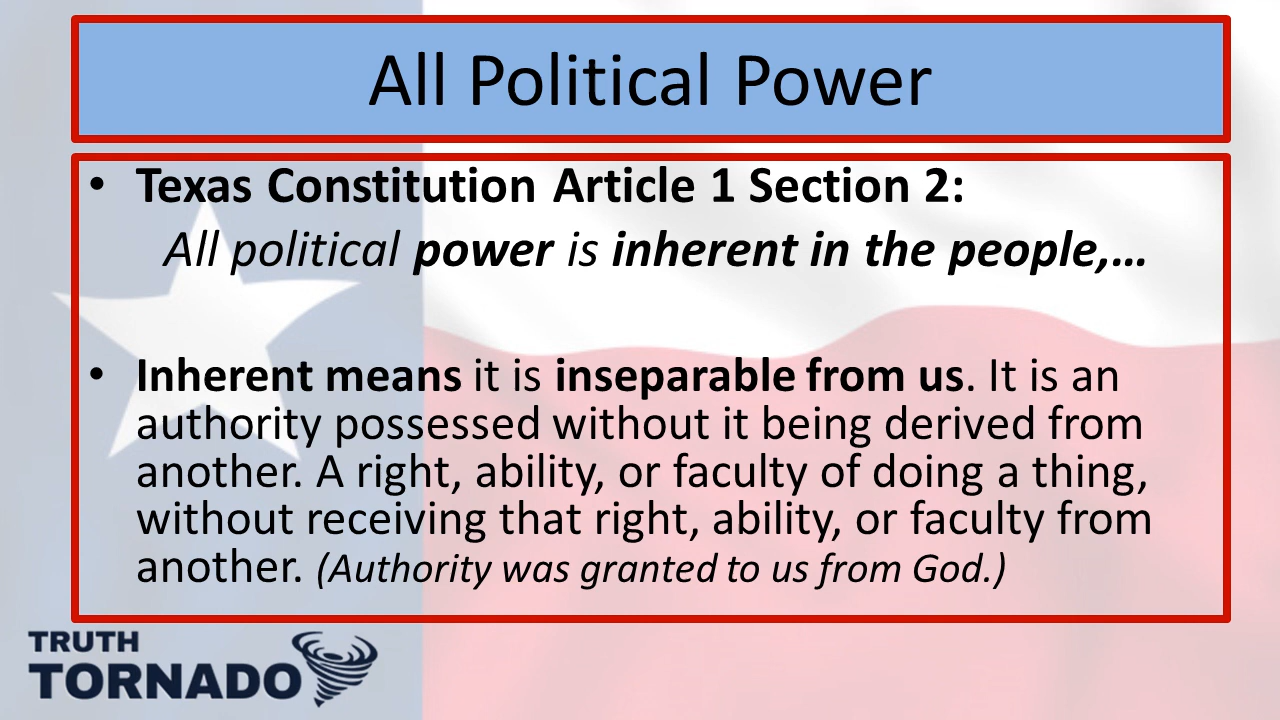 All Political Power
• Texas Constitution Article 1 Section 2:
All political power is inherent in the people,...
• Inherent means it is inseparable from us. It is an
authority possessed without it being derived from
another. A right, ability, or faculty of doing a thing,
without receiving that right, ability, or faculty from
another. (Authority was granted to us from God.)
TRUTH
TORNADO